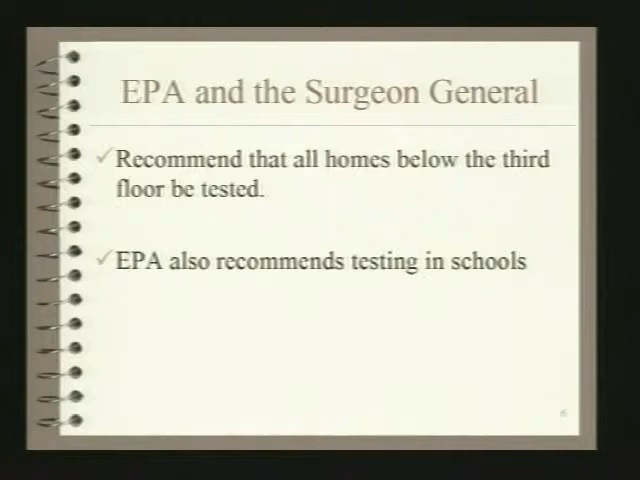 EPA and the Surgeon General
Recommend that all homes below the third
floor be tested.
EPA also recommends testing in schools
6